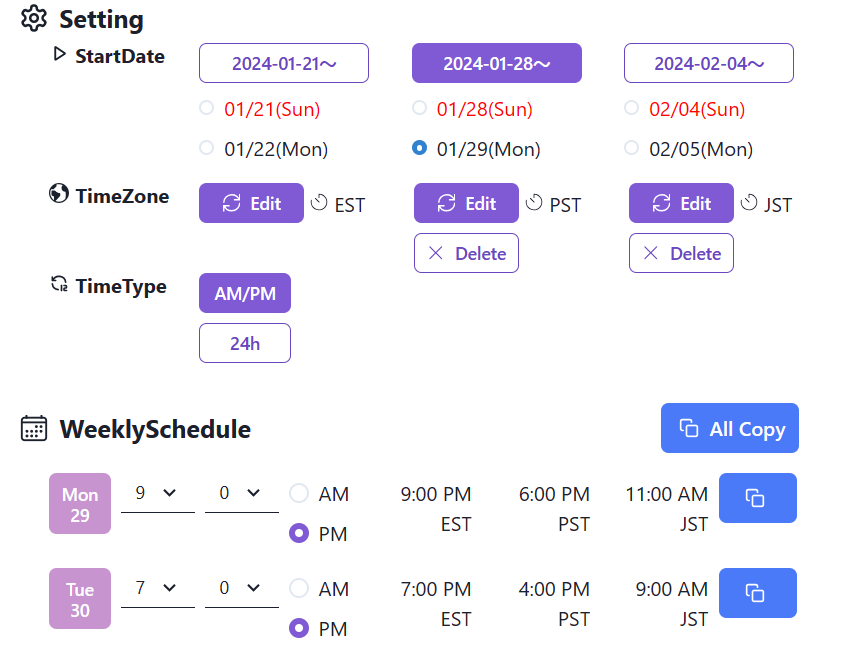 Setting
StartDate
2024-01-21～ 2024-01-28～ 2024-02-04～
01/21(Sun) 01/28(Sun) 02/04(Sun)
01/22(Mon) 01/29(Mon) 02/05(Mon)
TimeZone Edit EST Edit PST Edit JST
Delete Delete
TimeType AM/PM
24h
WeeklySchedule All Copy
Mon 29 9 0 AM PM 9:00 PM EST 6:00 PM PST 11:00 AM JST
Tue 30 7 0 AM PM 7:00 PM EST 4:00 PM PST 9:00 AM JST